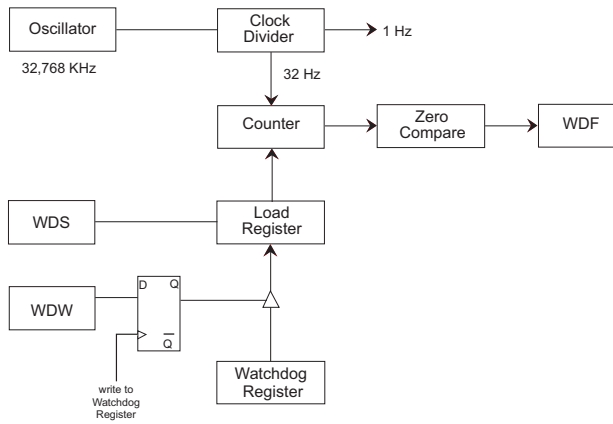 Oscillator
Clock
Divider
1 Hz
32,768 KHz
32 Hz
Counter
Zero
Compare
WDF
WDS
Load
Register
WDW
D
Q
Q
Watchdog
Register
write to
Watchdog
Register